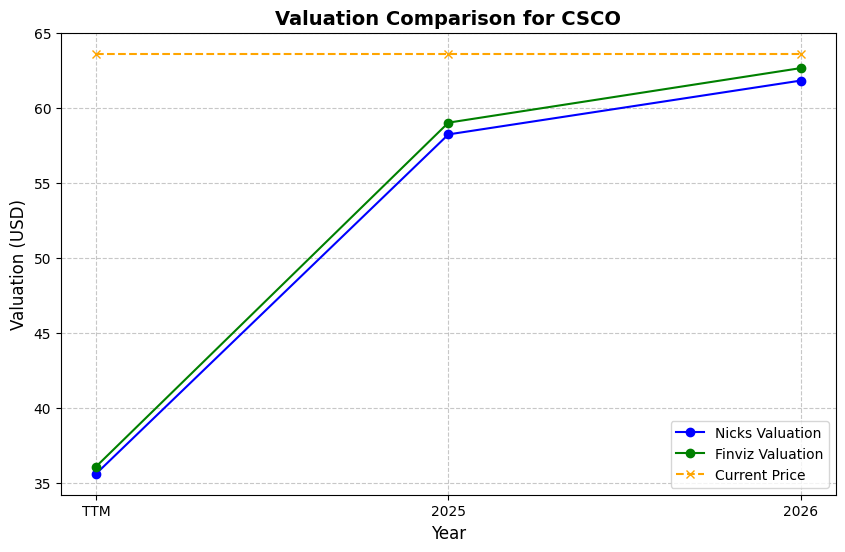 Valuation Comparison for CSCO
Valuation (USD)
65
60
55
50
45
40
35
TTM
2025
2026
Year
Nicks Valuation
Finviz Valuation
Current Price